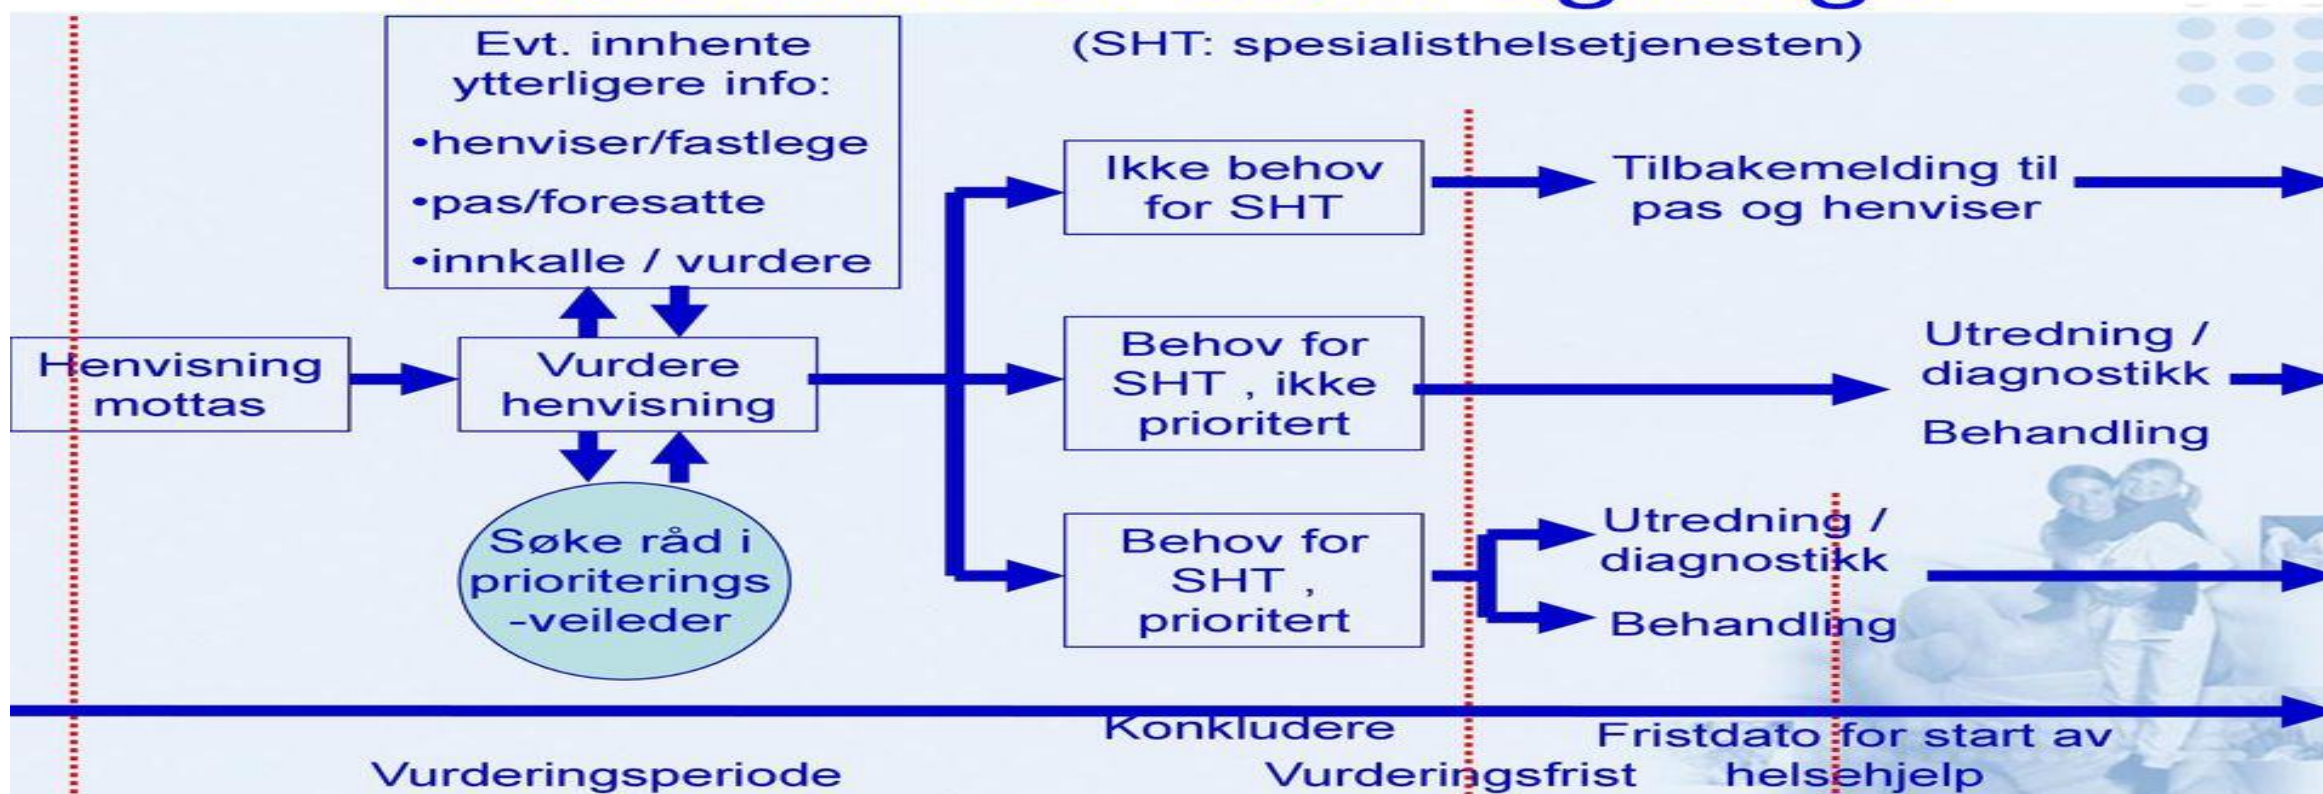 (SHT: spesialisthelsetjenesten)
Evt. innhente
ytterligere info:
•henviser/fastlege
•pas/foresatte
•innkalle / vurdere
Henvisning
mottas
Vurdere
henvisning
Søke råd i
prioriterings
-veileder
Ikke behov
for SHT
Tilbakemelding til
pas og henviser
Behov for
SHT , ikke
prioritert
Utredning /
diagnostikk
Behandling
Behov for
SHT ,
prioritert
Utredning /
diagnostikk
Behandling
Konkludere
Vurderingsperiode
Vurderingsfrist
Fristdato for start av
helsehjelp